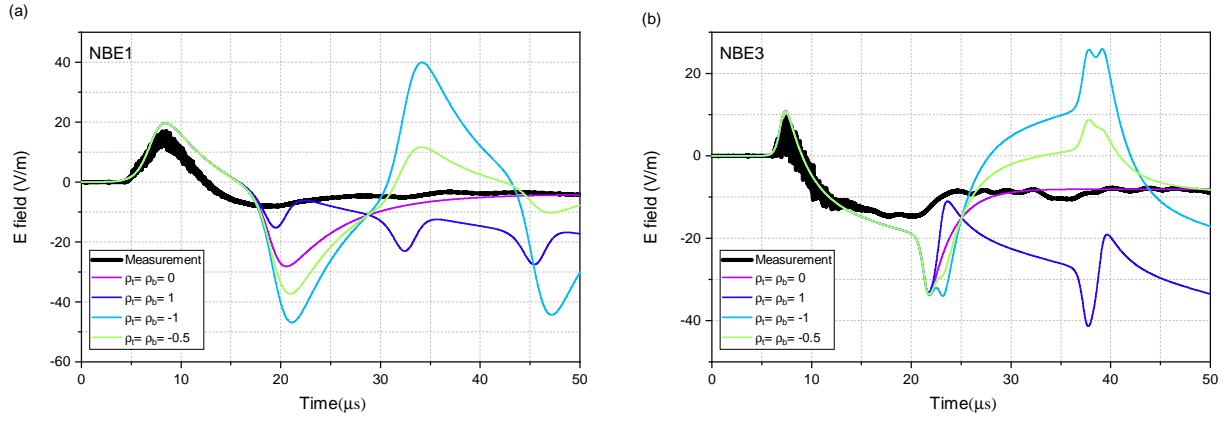 (a)
NBE1
E field (V/m)
40
20
0
-20
-40
-60
Measurement
ρt= ρb= 0
ρt= ρb= 1
ρt= ρb= -1
ρt= ρb= -0.5
0 10 20 30 40 50
Time(μs)
(b)
NBE3
E field (V/m)
20
0
-20
-40
Measurement
ρt= ρb= 0
ρt= ρb= 1
ρt= ρb= -1
ρt= ρb= -0.5
0 10 20 30 40 50
Time(μs)